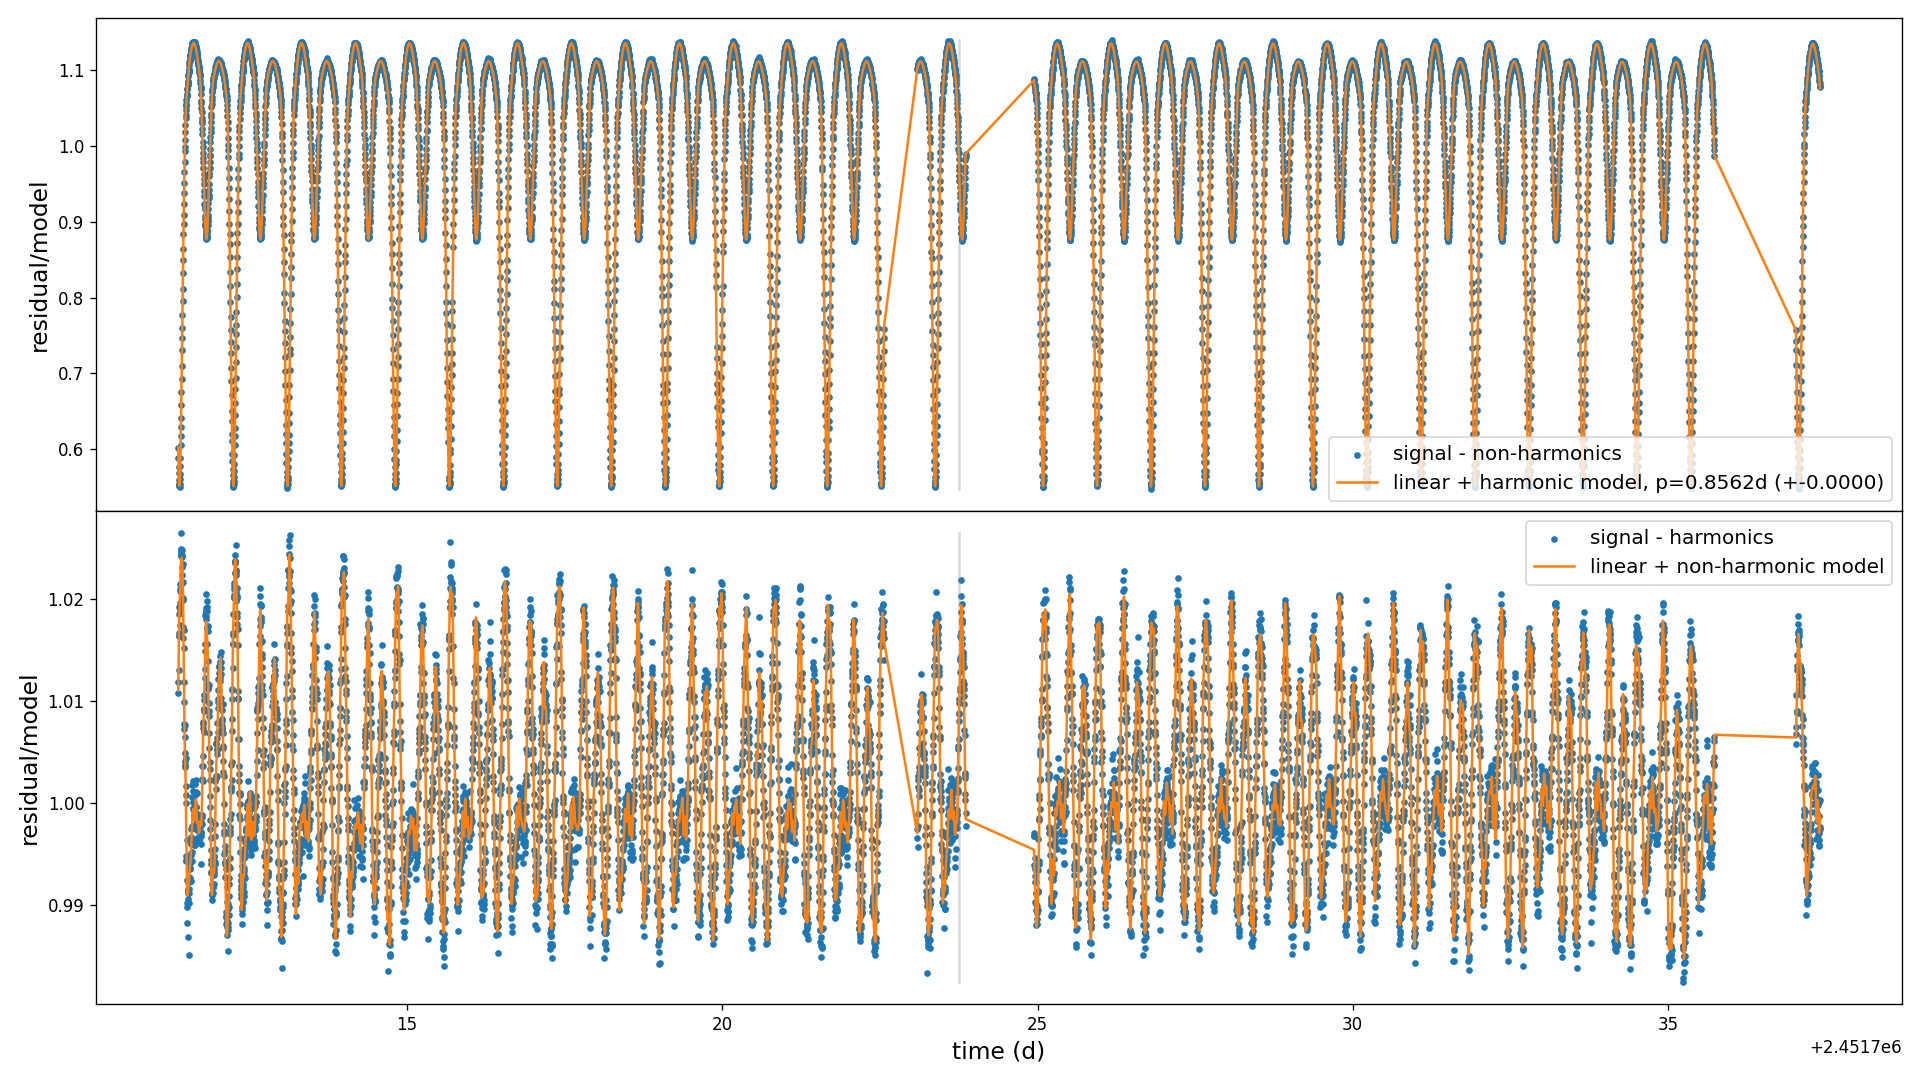 1.1
1.0
0.9
0.8
0.7
0.6
residual/model
signal - non-harmonics
linear + harmonic model, p=0.8562d (+-0.0000)
1.02
1.01
1.00
0.99
residual/model
signal - harmonics
linear + non-harmonic model
15
20
25
30
35
time (d)
+2.4517e6